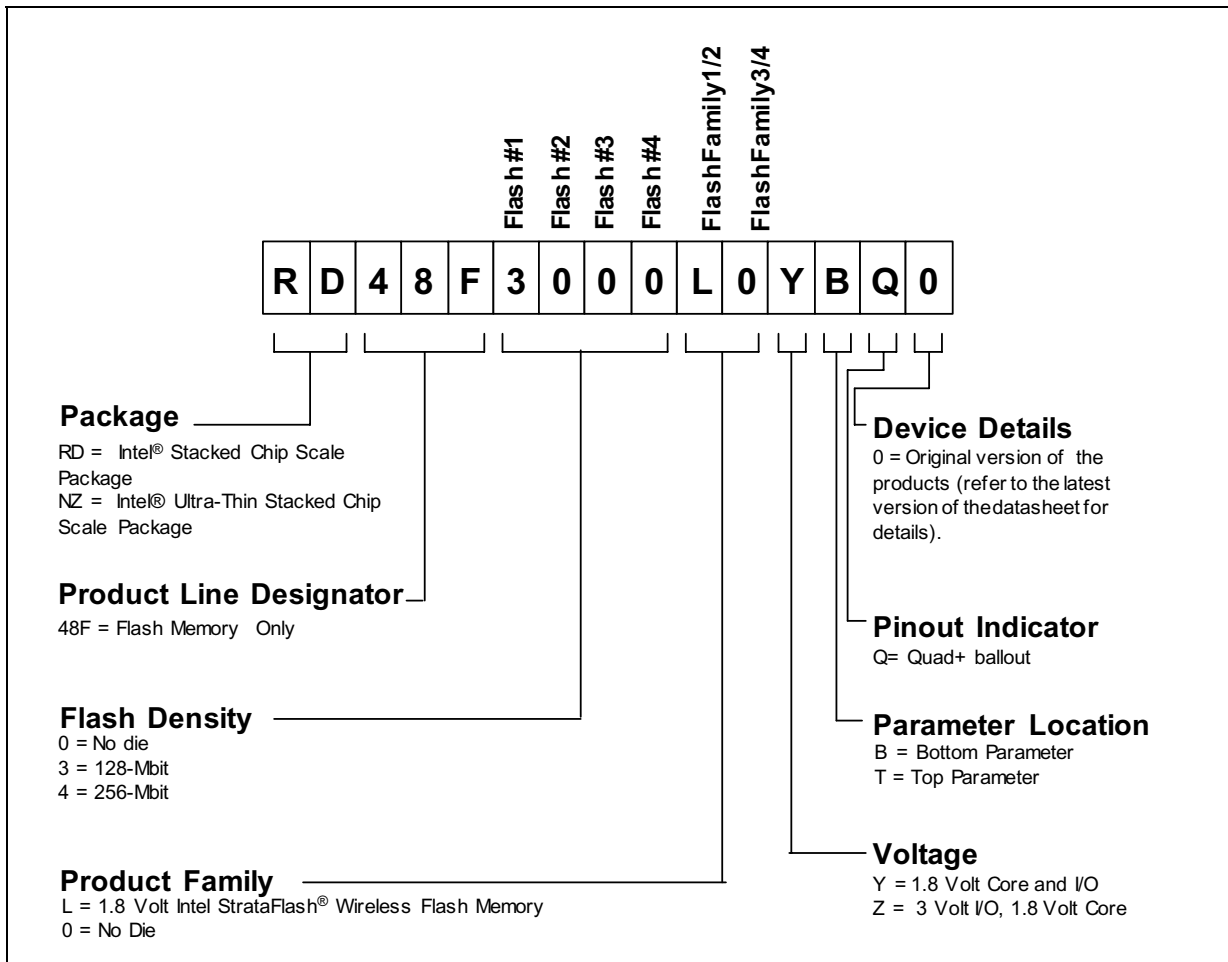 Flash#1
Flash#2
Flash#3
Flash#4
FlashFamily1/2
FlashFamily3/4
R D 4 8 F 3 0 0 0 L 0 Y B Q 0
Package
RD = Intel® Stacked Chip Scale
Package
NZ = Intel® Ultra-Thin Stacked Chip
Scale Package
Product Line Designator
48F = Flash Memory Only
Flash Density
0 = No die
3 = 128-Mbit
4 = 256-Mbit
Product Family
L = 1.8 Volt Intel StrataFlash® Wireless Flash Memory
0 = No Die
Device Details
0 = Original version of the
products (refer to the latest
version of thedatasheet for
details).
Pinout Indicator
Q= Quad+ ballout
Parameter Location
B = Bottom Parameter
T = Top Parameter
Voltage
Y = 1.8 Volt Core and I/O
Z = 3 Volt I/O, 1.8 Volt Core